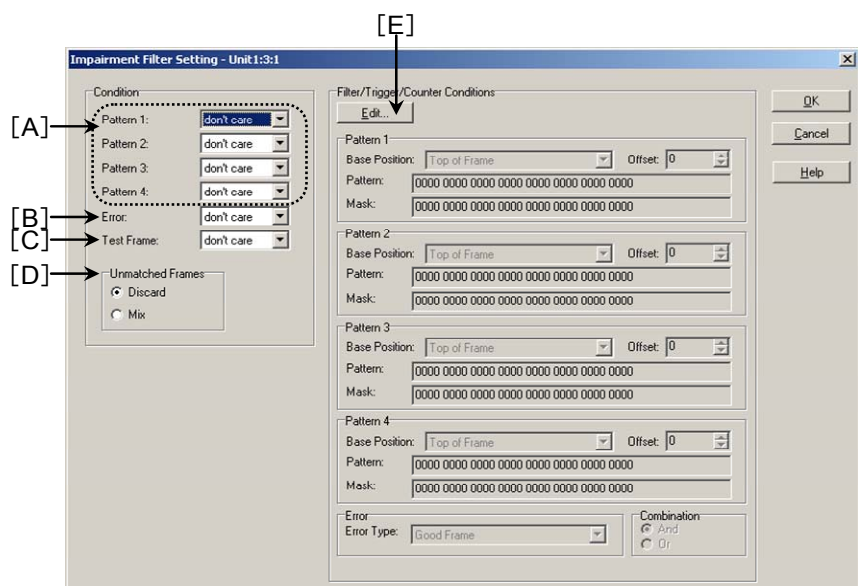 [E]
Impairment Filter Setting - Unit1:3:1
Condition
[A]
Pattern 1: don't care
Pattern 2: don't care
Pattern 3: don't care
Pattern 4: don't care
[B]
Error: don't care
[C]
Test Frame: don't care
[D]
Unmatched Frames
Discard
Mix
Filter/Trigger/Counter Conditions
Edit...
Pattern 1
Base Position: Top of Frame Offset: 0
Pattern: 0000 0000 0000 0000 0000 0000 0000 0000
Mask: 0000 0000 0000 0000 0000 0000 0000 0000
Pattern 2
Base Position: Top of Frame Offset: 0
Pattern: 0000 0000 0000 0000 0000 0000 0000 0000
Mask: 0000 0000 0000 0000 0000 0000 0000 0000
Pattern 3
Base Position: Top of Frame Offset: 0
Pattern: 0000 0000 0000 0000 0000 0000 0000 0000
Mask: 0000 0000 0000 0000 0000 0000 0000 0000
Pattern 4
Base Position: Top of Frame Offset: 0
Pattern: 0000 0000 0000 0000 0000 0000 0000 0000
Mask: 0000 0000 0000 0000 0000 0000 0000 0000
Error
Error Type: Good Frame
Combination
And
Or
OK
Cancel
Help